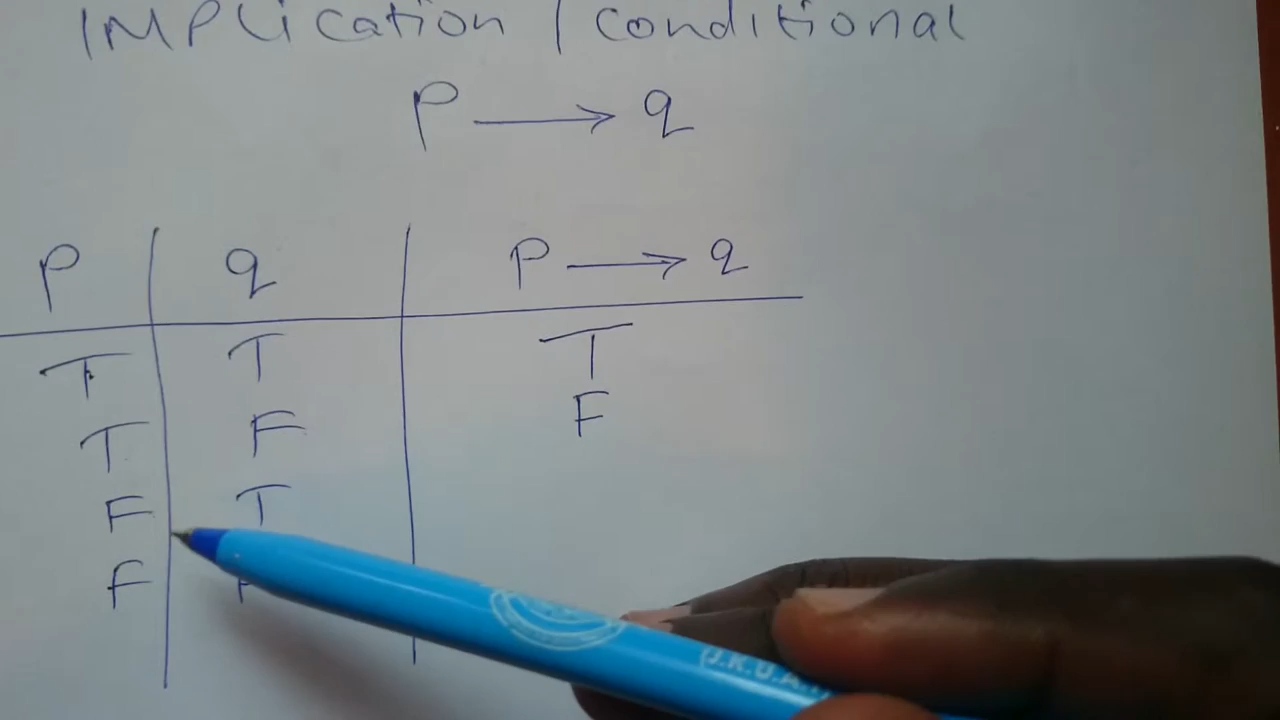 IMPLication / conditional
P → q
P q P → q
T T T
T F F
F T
F F
(J.K.U.A.T)